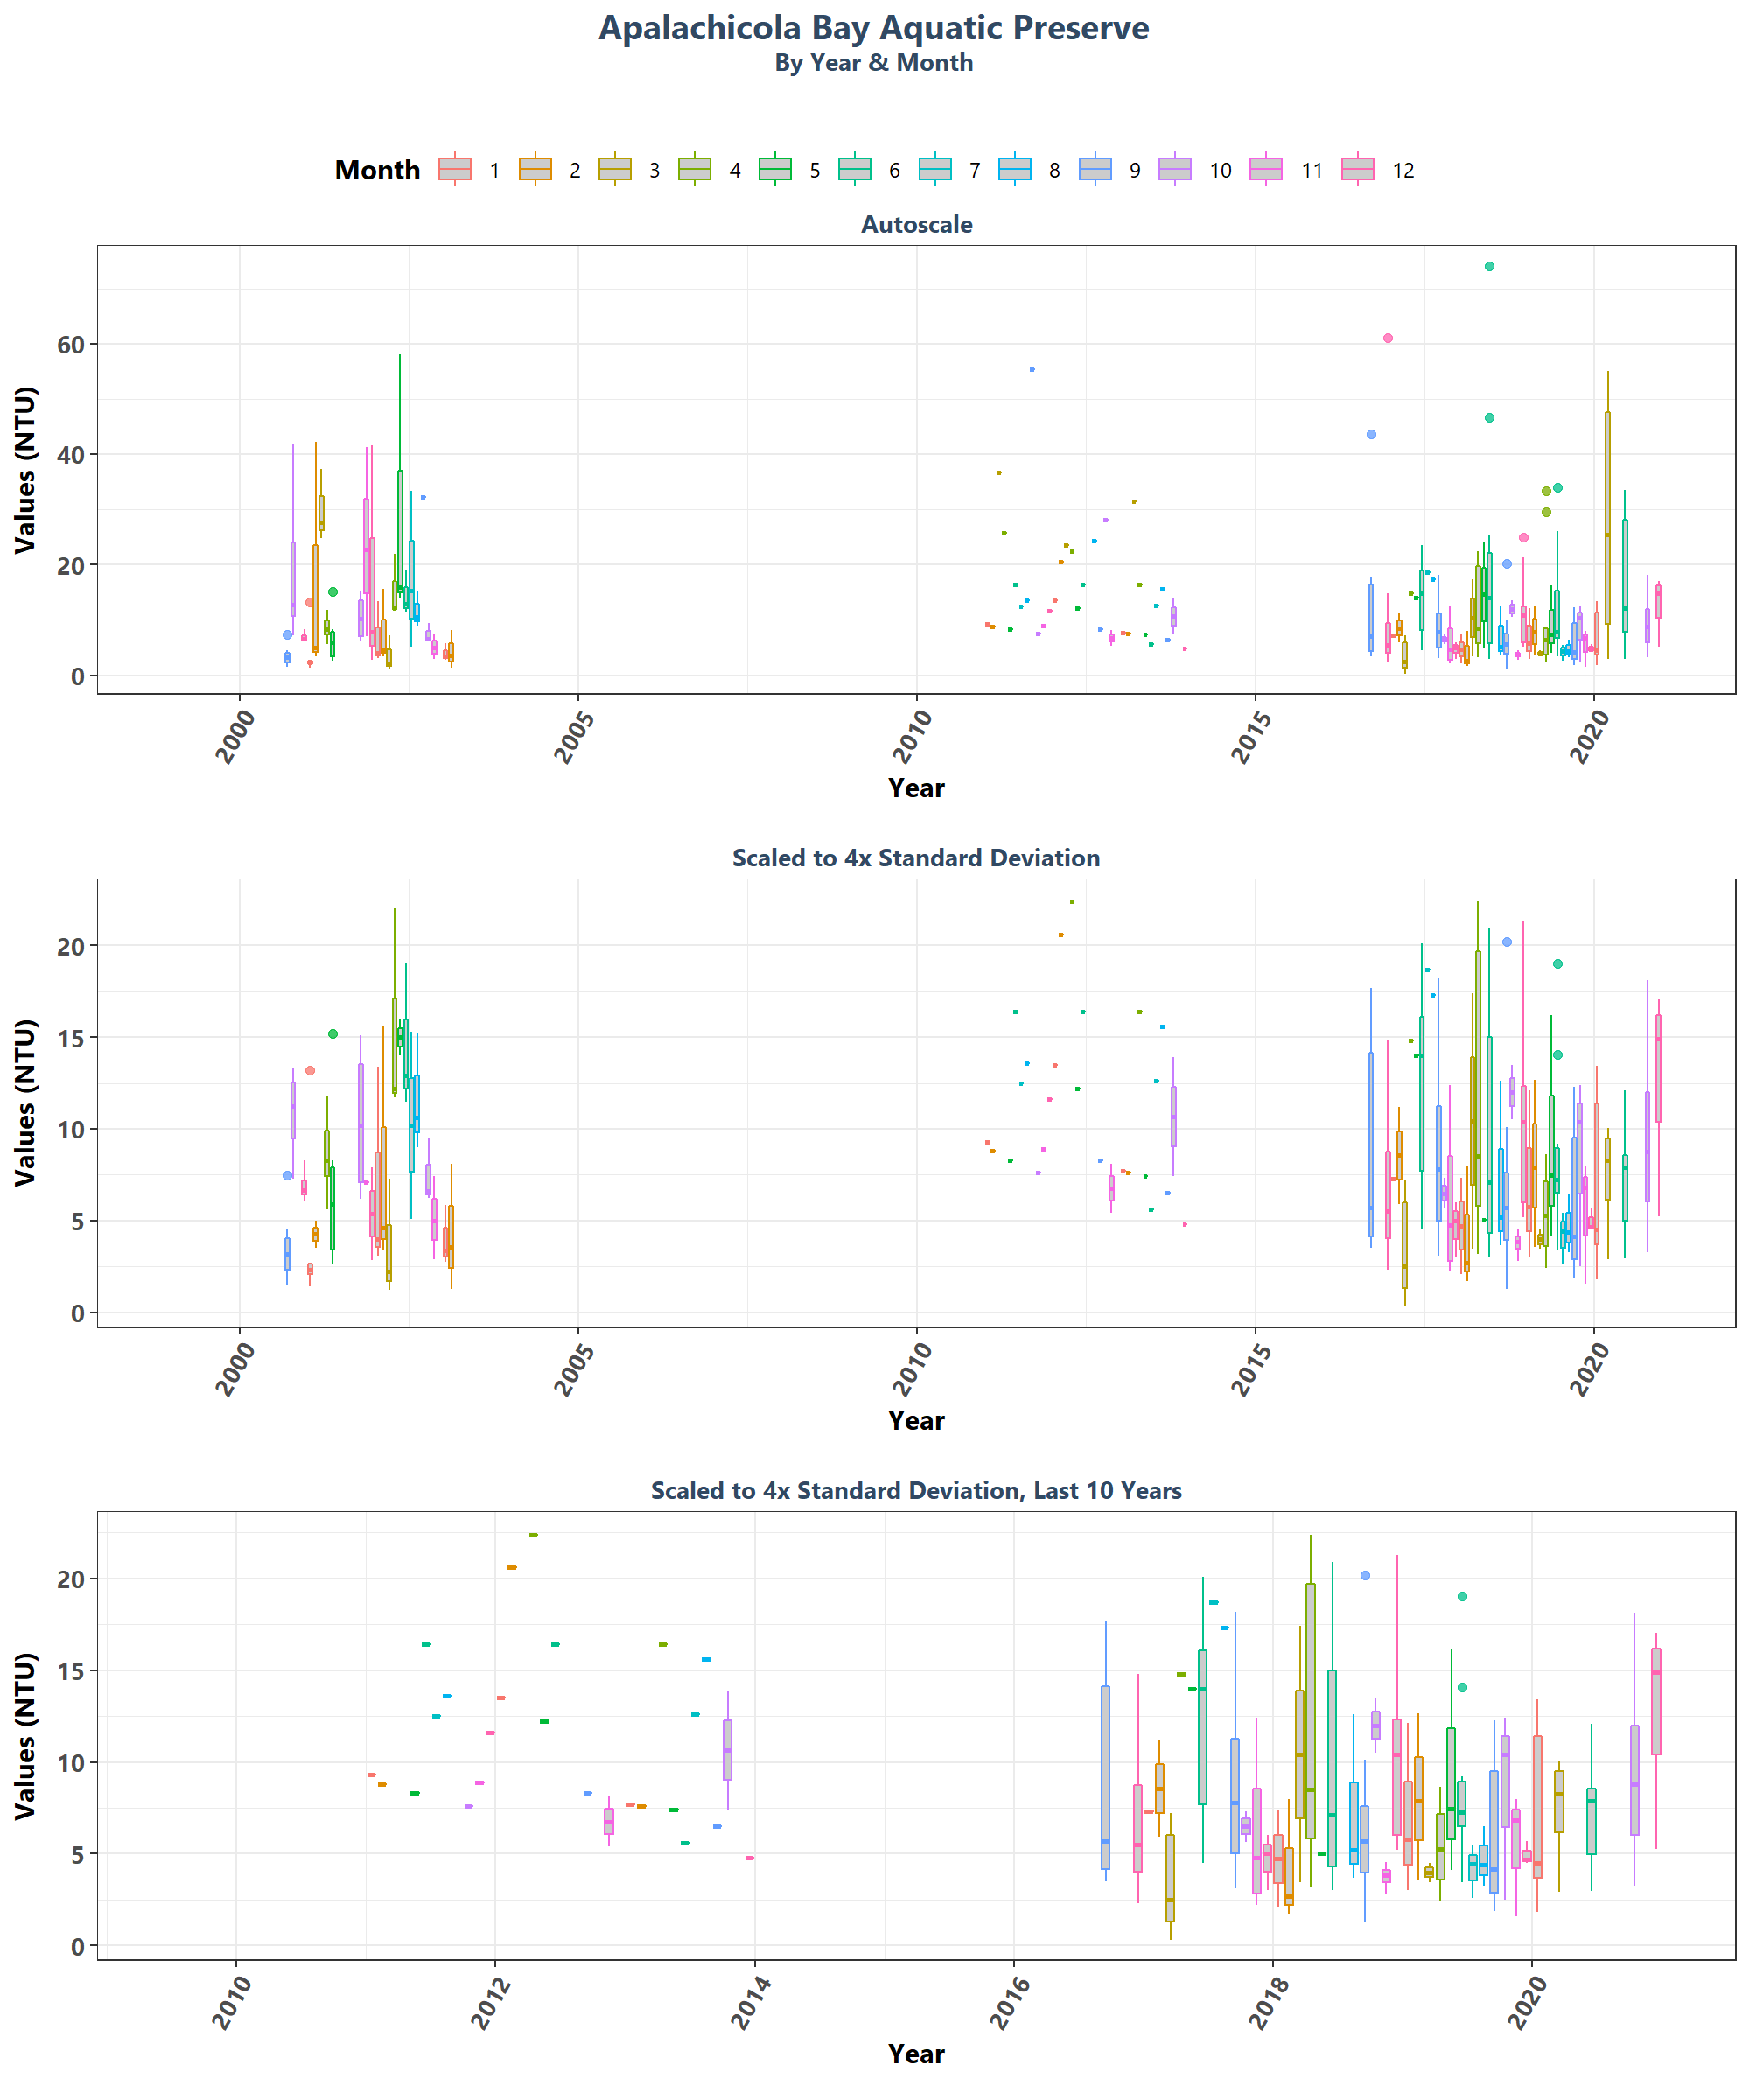 Apalachicola Bay Aquatic Preserve
By Year & Month
Month 1 2 3 4 5 6 7 8 9 10 11 12
Autoscale
Values (NTU)
60
40
20
0
2000 2005 2010 2015 2020
Year
Scaled to 4x Standard Deviation
Values (NTU)
20
15
10
5
0
2000 2005 2010 2015 2020
Year
Scaled to 4x Standard Deviation, Last 10 Years
Values (NTU)
20
15
10
5
0
2010 2012 2014 2016 2018 2020
Year